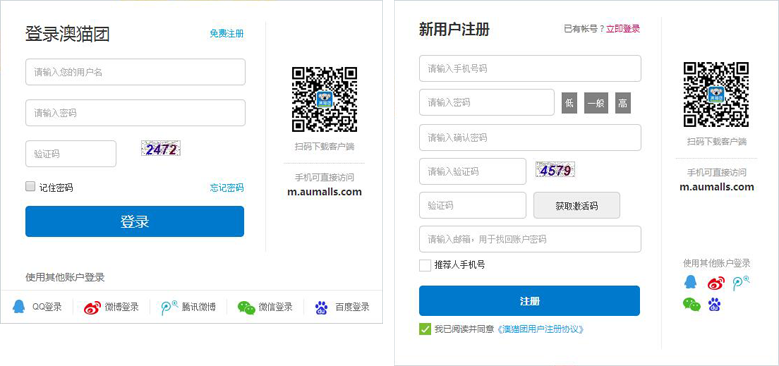 登录澳猫团
免费注册
请输入您的用户名
请输入密码
验证码
2472
记住密码
忘记密码
登录
扫码下载客户端
手机可直接访问
m.aumalls.com
使用其他账户登录
QQ登录
微博登录
腾讯微博
微信登录
百度登录
新用户注册
已有帐号？立即登录
请输入手机号码
请输入密码
低
一般
高
请输入确认密码
请输入验证码
4579
验证码
获取激活码
请输入邮箱，用于找回账户密码
推荐人手机号
注册
我已阅读并同意《澳猫团用户注册协议》
扫码下载客户端
手机可直接访问
m.aumalls.com
使用其他账户登录